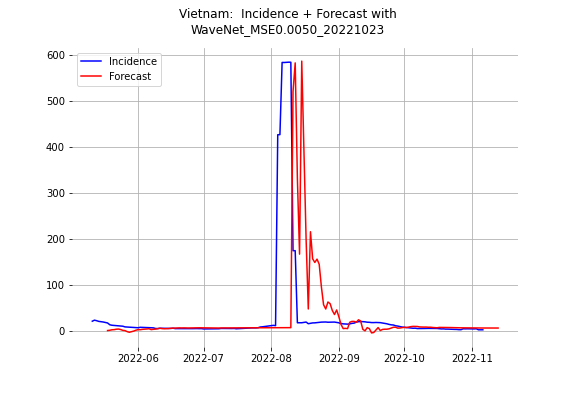 Vietnam:  Incidence + Forecast with
WaveNet_MSE0.0050_20221023
Incidence
Forecast
600
500
400
300
200
100
0
2022-06 2022-07 2022-08 2022-09 2022-10 2022-11